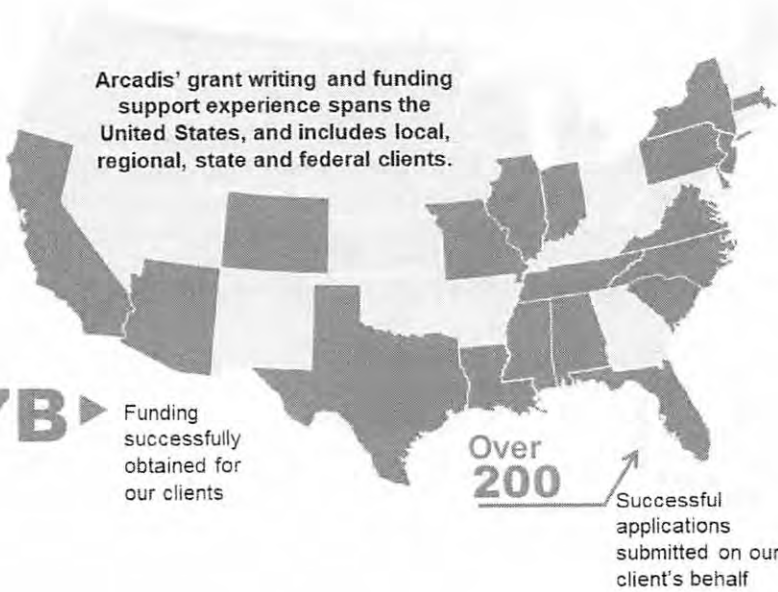 Arcadis' grant writing and funding
support experience spans the
United States, and includes local,
regional, state and federal clients.
7B
Funding
successfully
obtained for
our clients
Over
200
Successful
applications
submitted on our
client's behalf